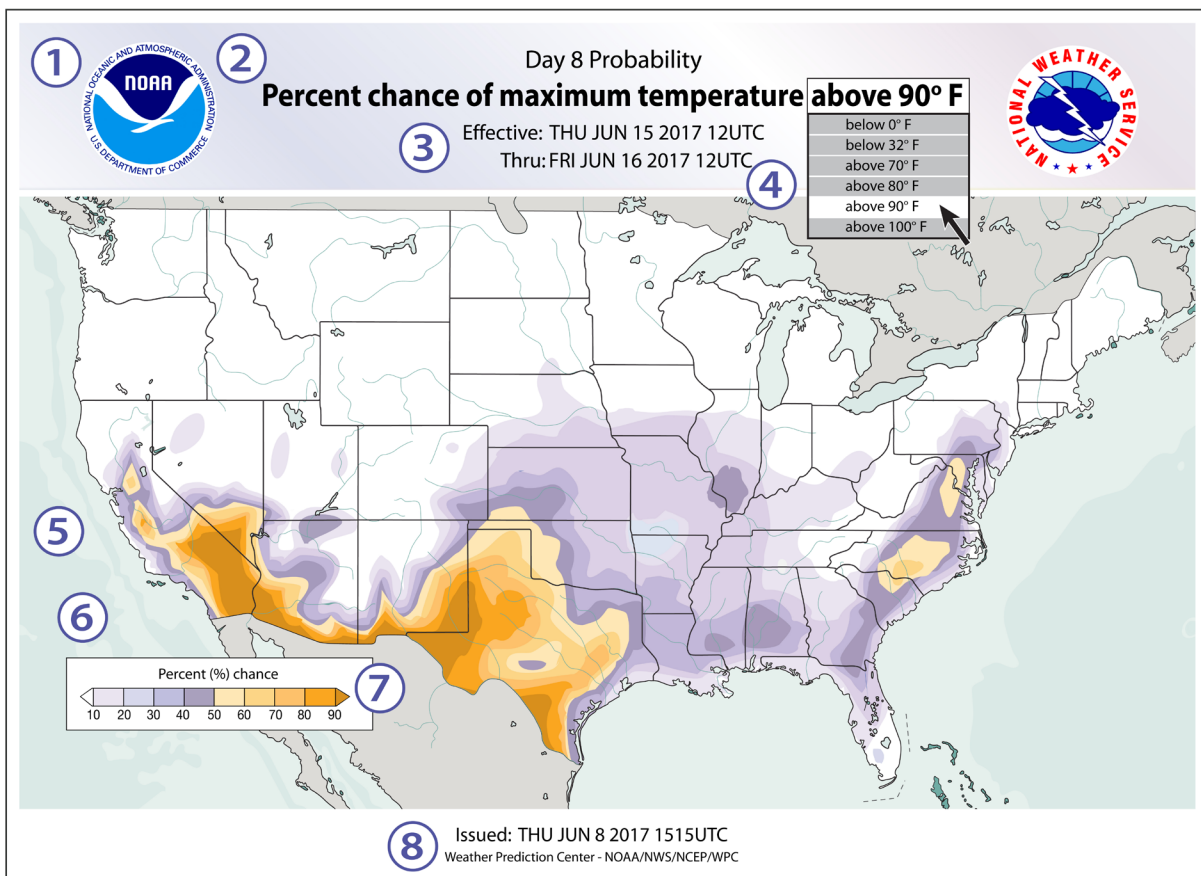 1
2
NATIONAL OCEANIC AND ATMOSPHERIC ADMINISTRATION
NOAA
U.S. DEPARTMENT OF COMMERCE
Day 8 Probability
Percent chance of maximum temperature above 90º F
3
Effective: THU JUN 15 2017 12UTC
Thru: FRI JUN 16 2017 12UTC
4
below 0° F
below 32° F
above 70° F
above 80° F
above 90° F
above 100° F
NATIONAL WEATHER SERVICE
5
6
7
Percent (%) chance
10 20 30 40 50 60 70 80 90
8
Issued: THU JUN 8 2017 1515UTC
Weather Prediction Center - NOAA/NWS/NCEP/WPC